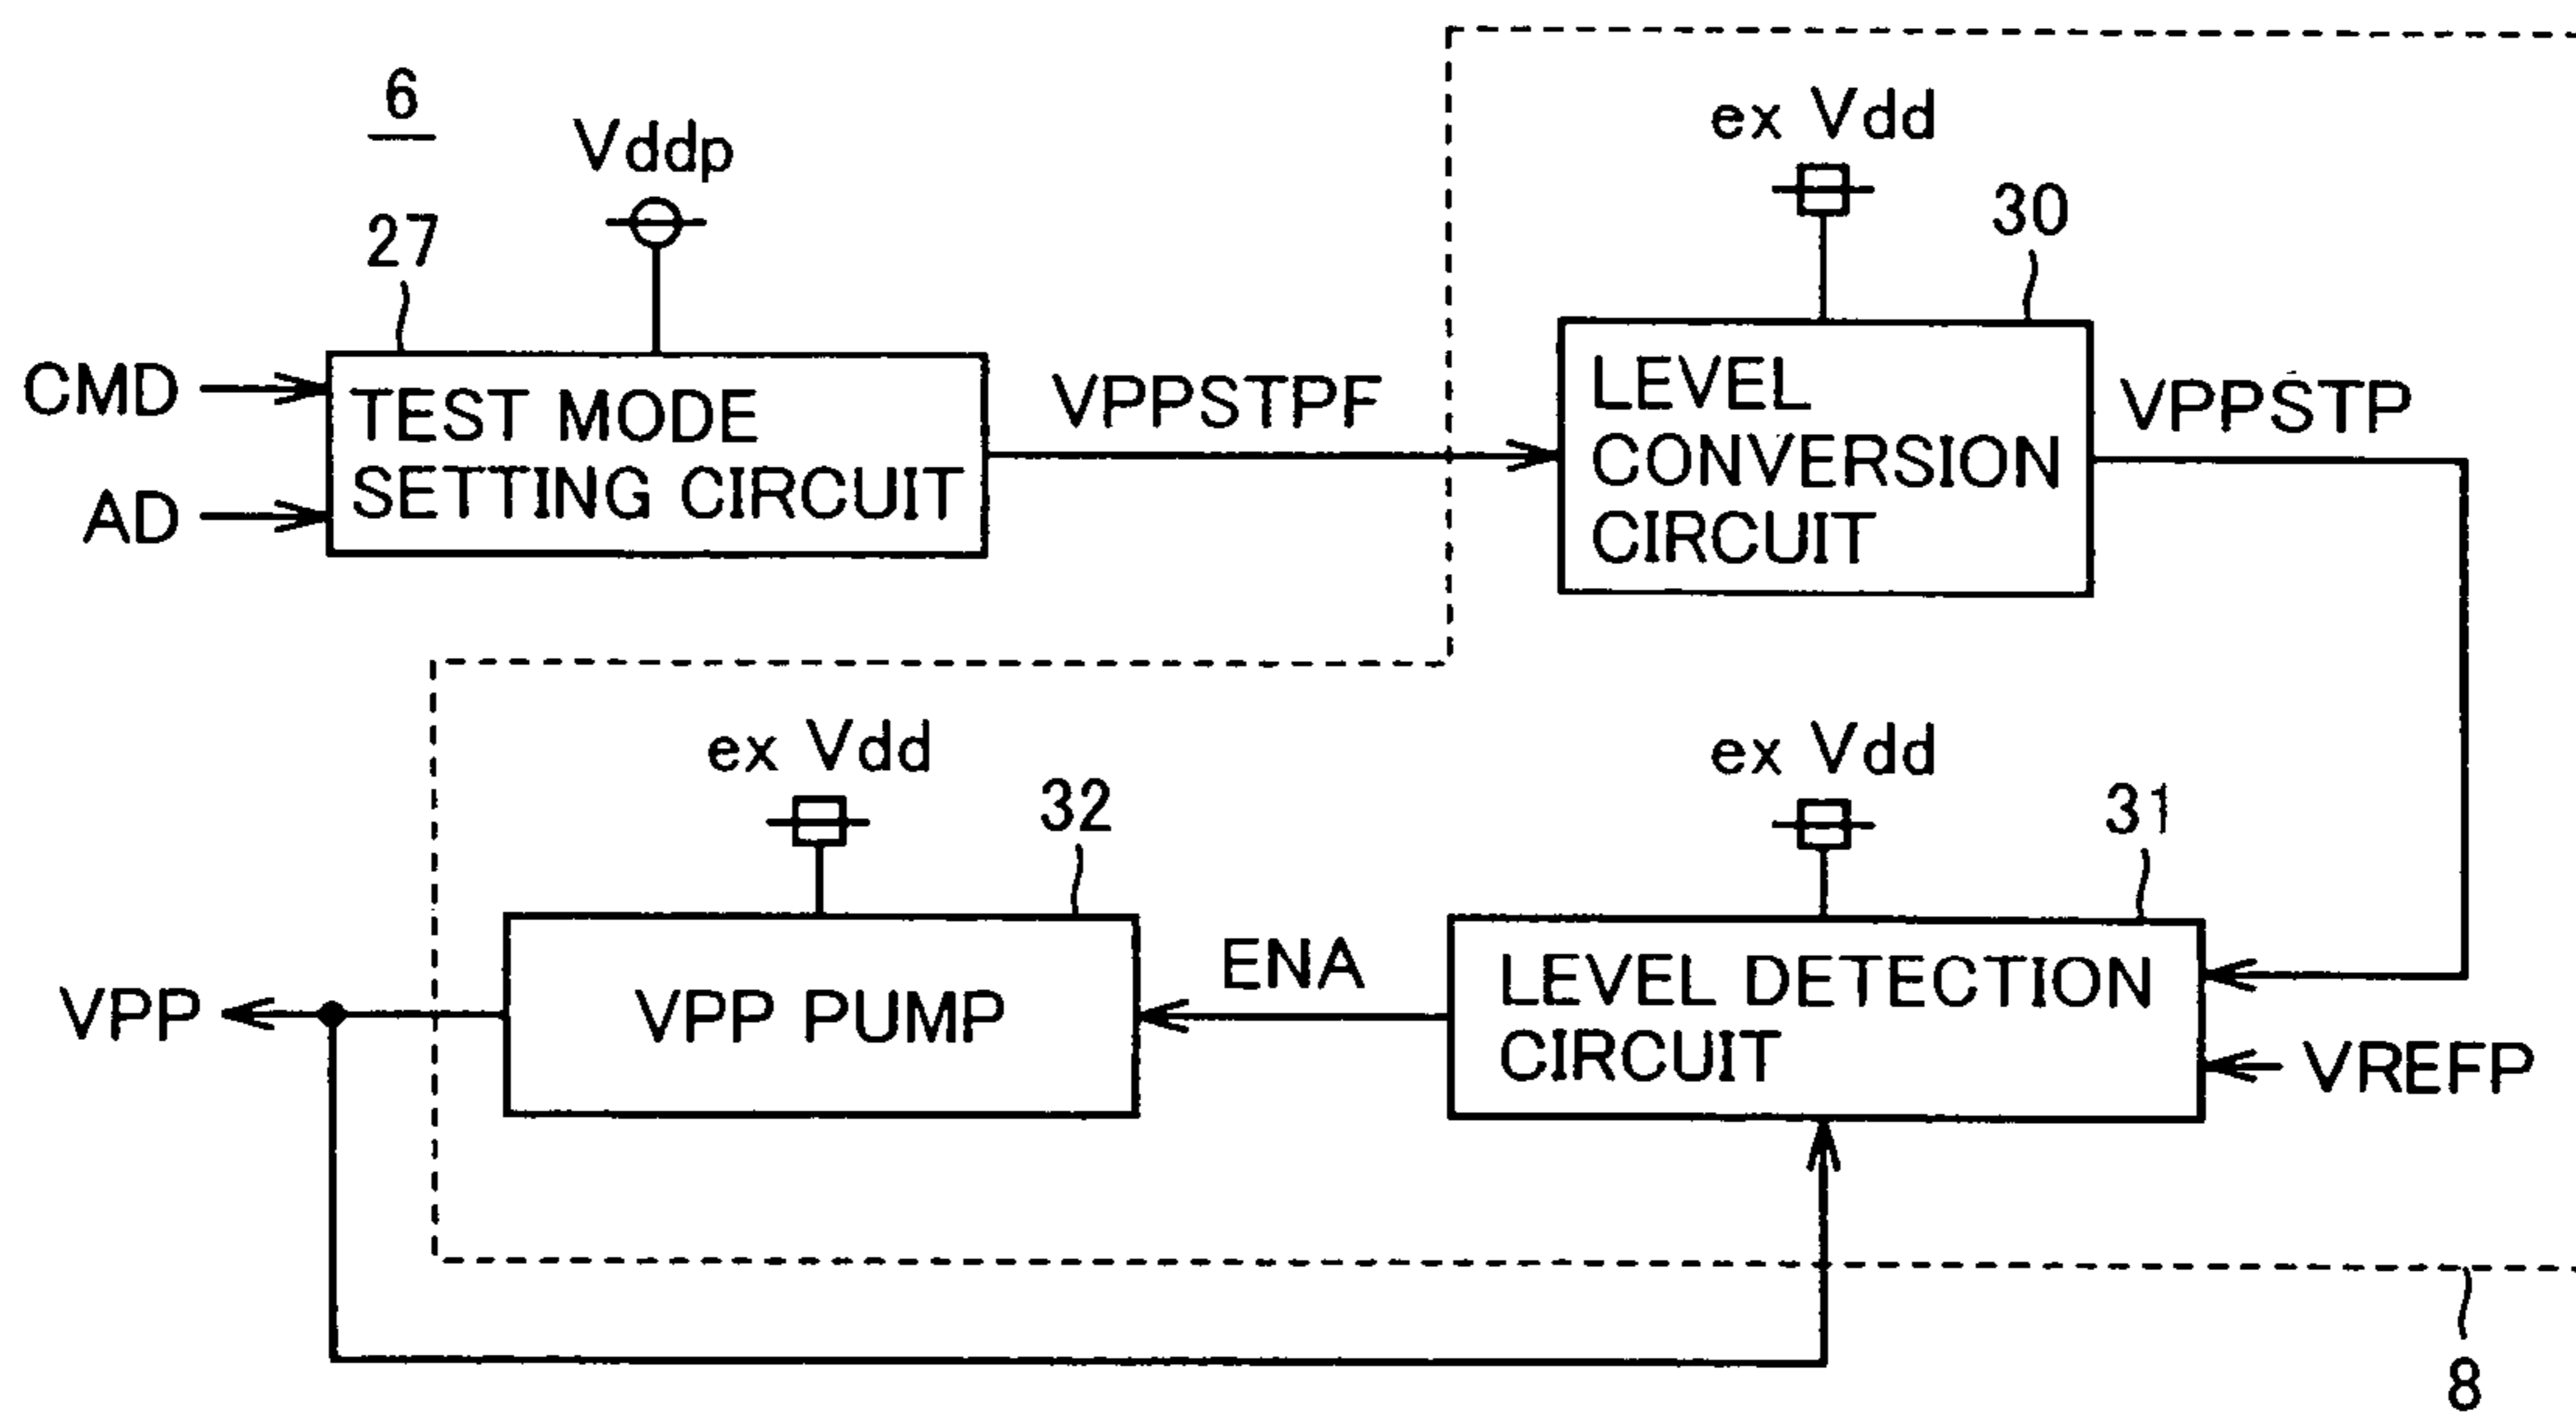 6
Vddp
27
CMD
AD
TEST MODE
SETTING CIRCUIT
VPPSTPF
ex Vdd
30
LEVEL
CONVERSION
CIRCUIT
VPPSTP
ex Vdd
32
VPP PUMP
VPP
ENA
ex Vdd
31
LEVEL DETECTION
CIRCUIT
VREFP
8